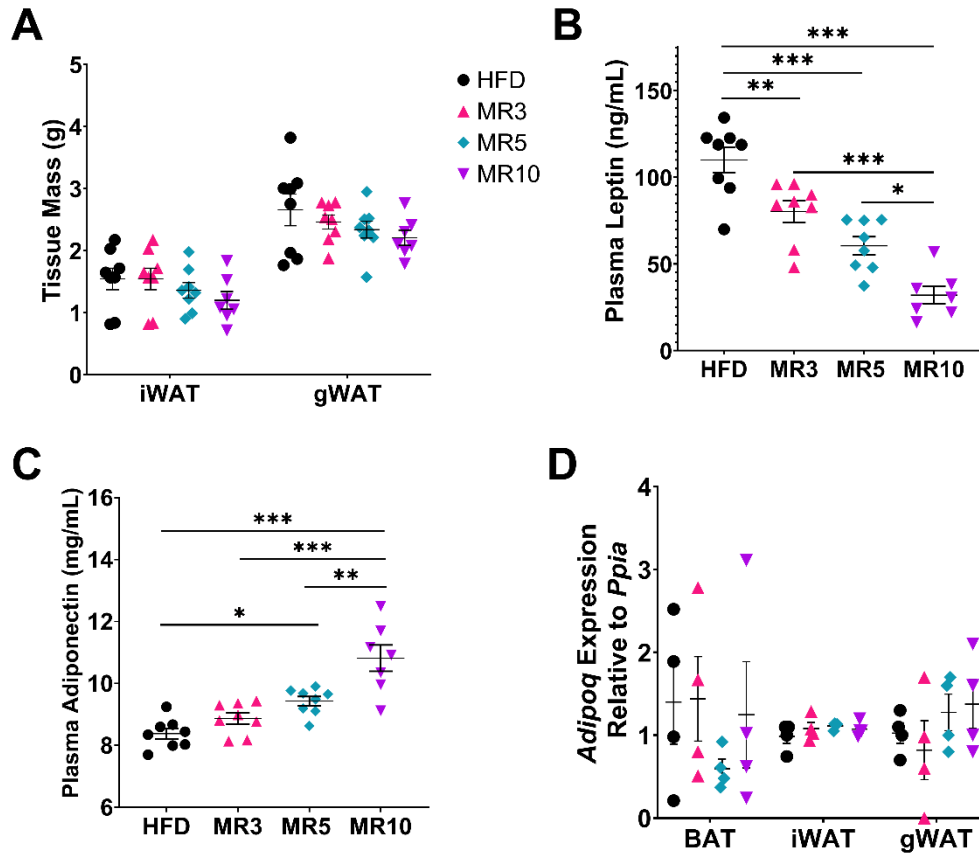 A
Tissue Mass (g)
5
4
3
2
1
0
iWAT gWAT
HFD
MR3
MR5
MR10
B
Plasma Leptin (ng/mL)
150
100
50
0
***
***
**
***
*
HFD MR3 MR5 MR10
C
Plasma Adiponectin (mg/mL)
16
14
12
10
8
6
***
***
**
*
HFD MR3 MR5 MR10
D
Adipoq Expression
Relative to Ppia
4
3
2
1
0
BAT iWAT gWAT